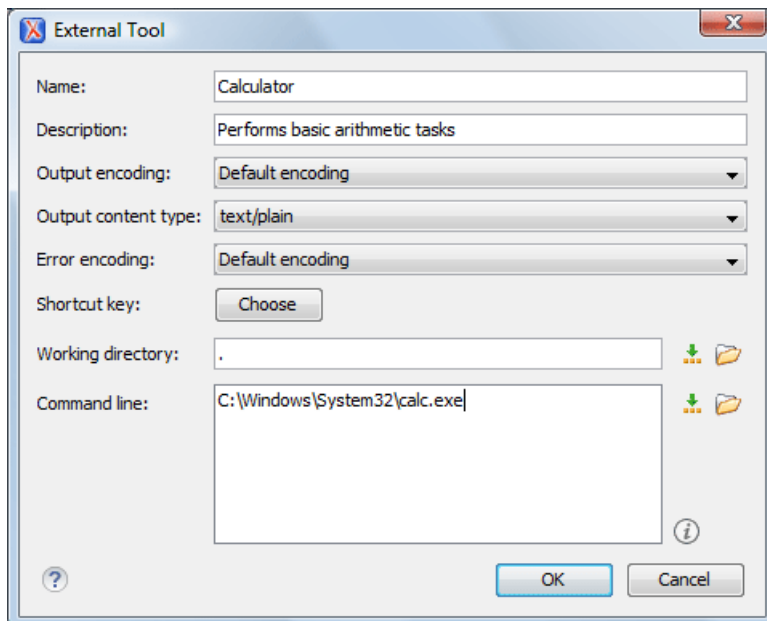 External Tool
Name: Calculator
Description: Performs basic arithmetic tasks
Output encoding: Default encoding
Output content type: text/plain
Error encoding: Default encoding
Shortcut key: Choose
Working directory: .
Command line: C:\Windows\System32\calc.exe
OK Cancel